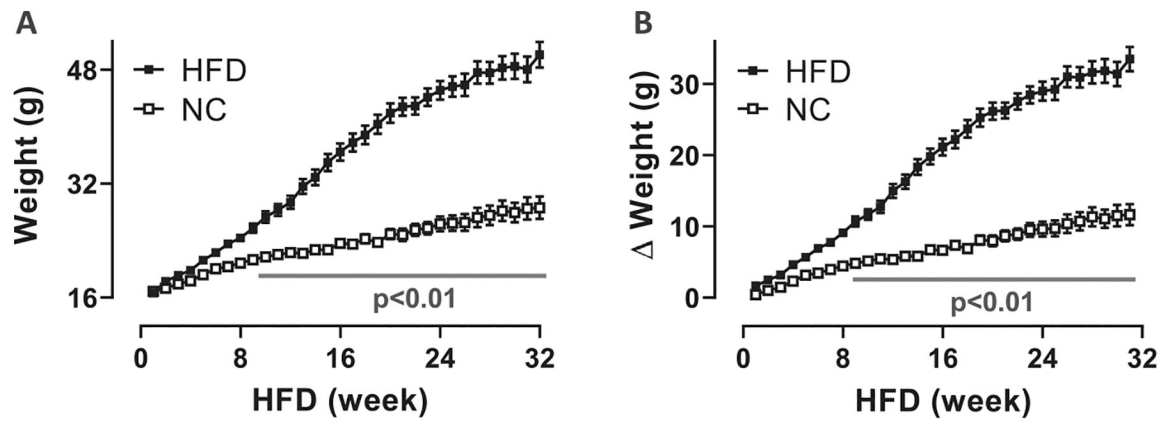 A
Weight (g)
48
32
16
HFD
NC
p<0.01
0 8 16 24 32
HFD (week)
B
Δ Weight (g)
30
20
10
0
HFD
NC
p<0.01
0 8 16 24 32
HFD (week)